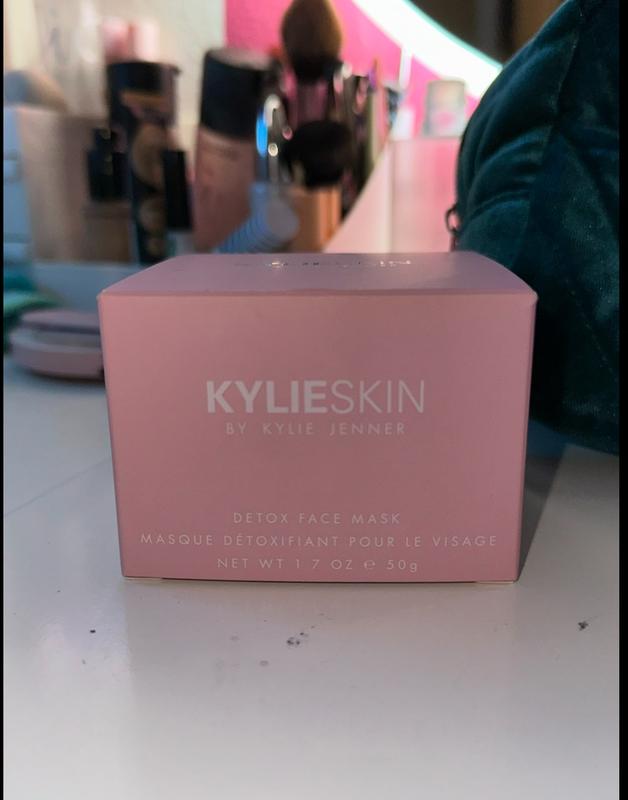 KYLIESKIN
BY KYLIE JENNER
DETOX FACE MASK
MASQUE DÉTOXIFIANT POUR LE VISAGE
NET WT 1 7 OZ ℮ 50g